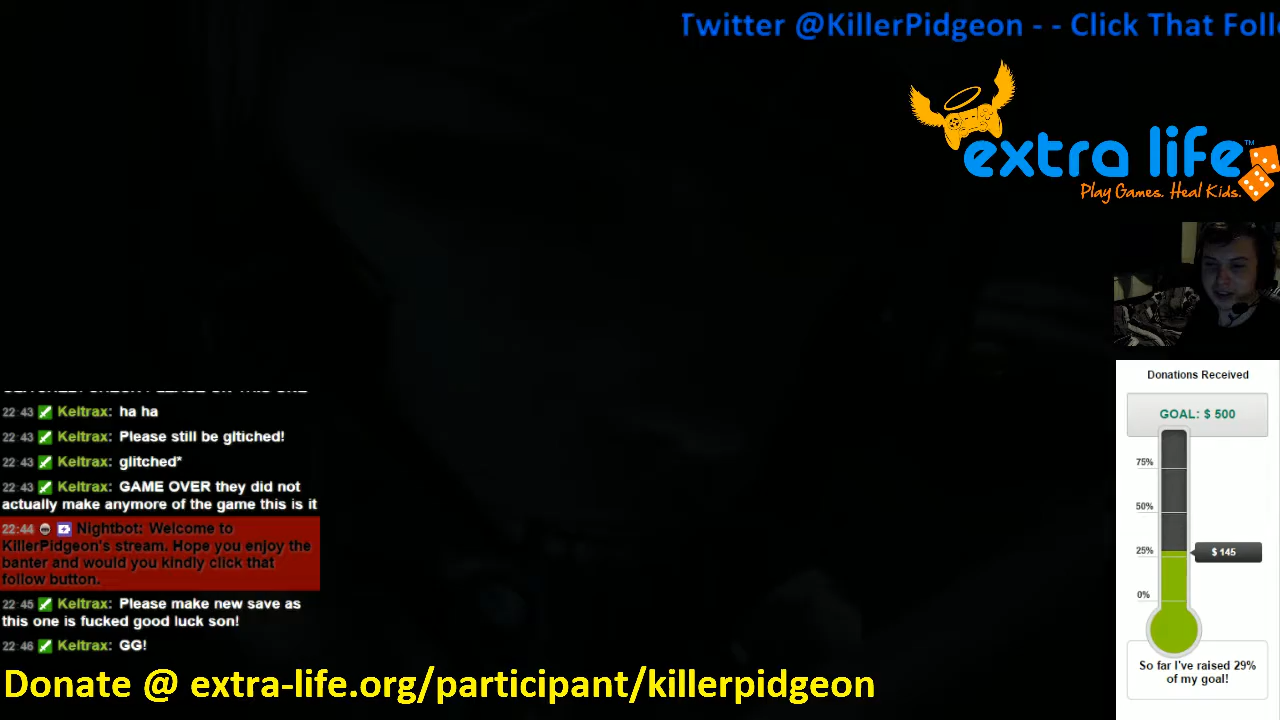 Twitter @KillerPidgeon - - Click That Foll
extra life™
Play Games. Heal Kids.
22:43 Keltrax: ha ha
22:43 Keltrax: Please still be gltiched!
22:43 Keltrax: glitched*
22:43 Keltrax: GAME OVER they did not
actually make anymore of the game this is it
22:44 Nightbot: Welcome to
KillerPidgeon's stream. Hope you enjoy the
banter and would you kindly click that
follow button.
22:45 Keltrax: Please make new save as
this one is fucked good luck son!
22:46 Keltrax: GG!
Donations Received
GOAL: $ 500
75%
50%
25%
$ 145
0%
So far I've raised 29%
of my goal!
Donate @ extra-life.org/participant/killerpidgeon